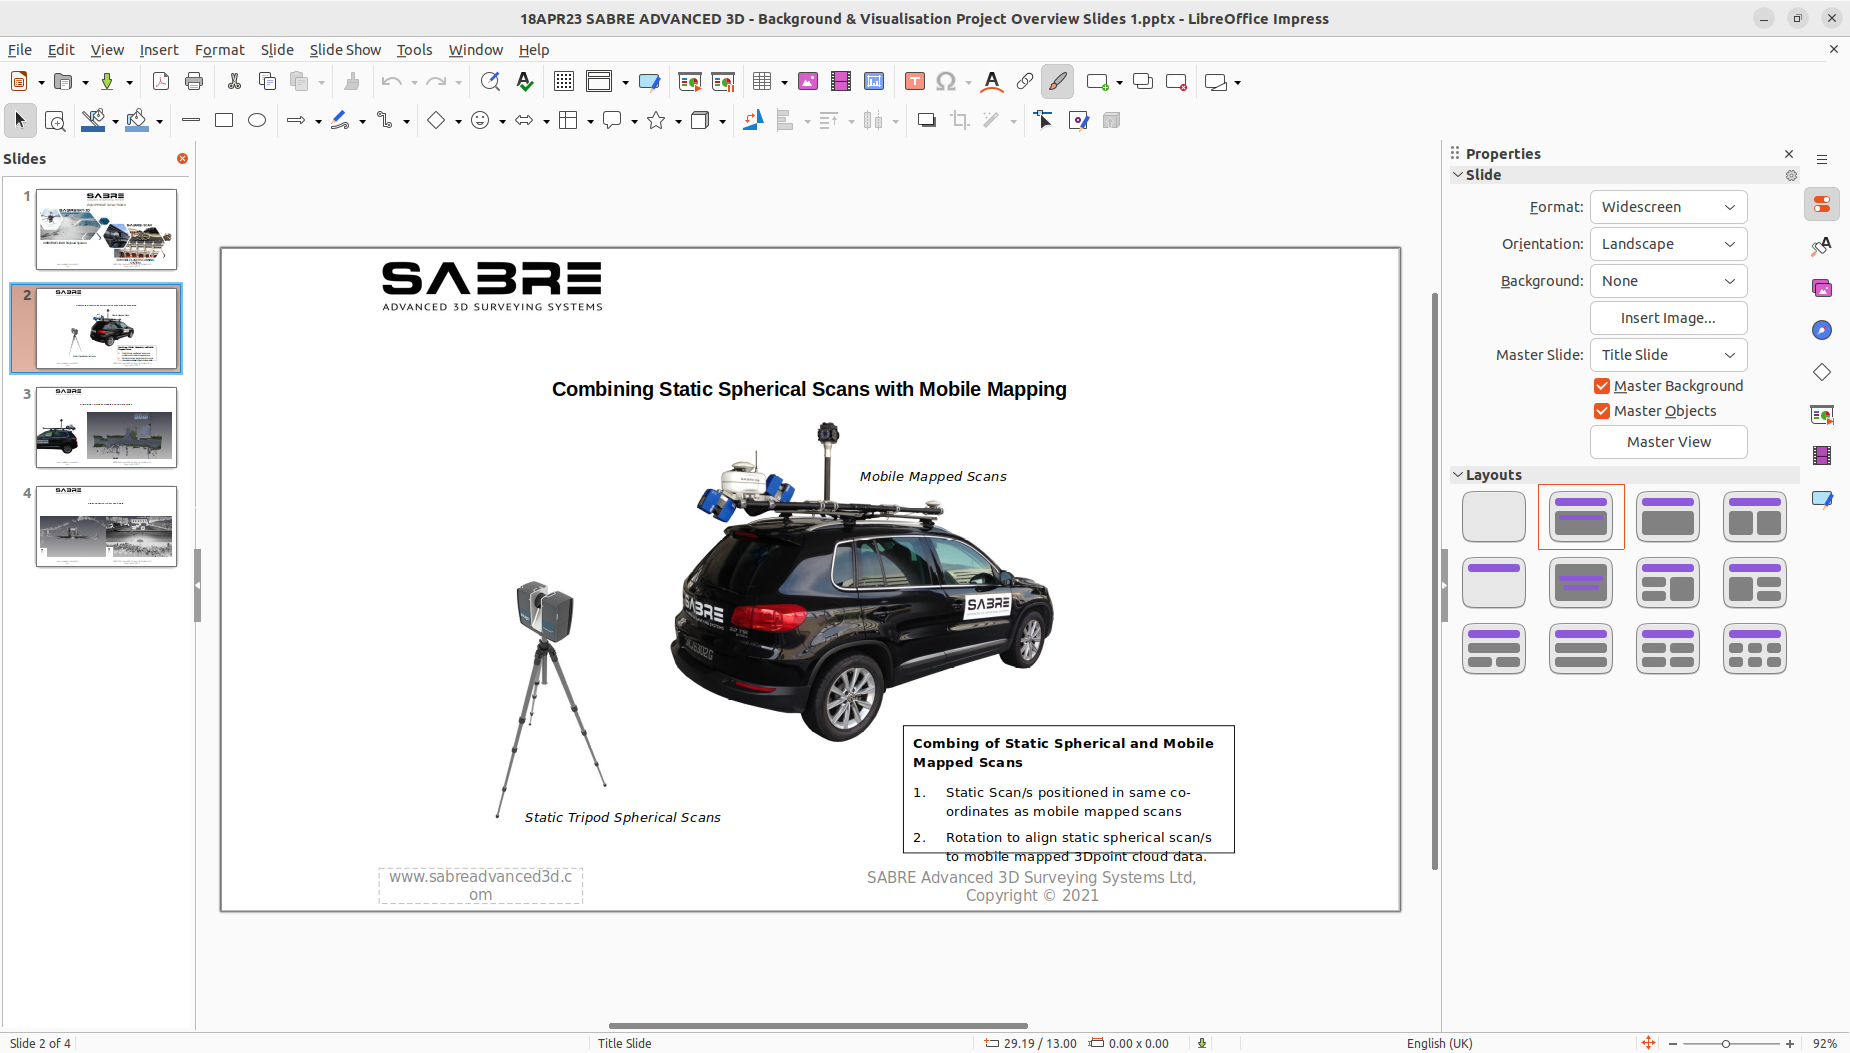 18APR23 SABRE ADVANCED 3D - Background & Visualisation Project Overview Slides 1.pptx - LibreOffice Impress
File Edit View Insert Format Slide Slide Show Tools Window Help
Slides
1
2
3
4
SABRE
ADVANCED 3D SURVEYING SYSTEMS
Combining Static Spherical Scans with Mobile Mapping
Mobile Mapped Scans
SABRE
SABRE
Static Tripod Spherical Scans
Combing of Static Spherical and Mobile
Mapped Scans
1. Static Scan/s positioned in same co-
ordinates as mobile mapped scans
2. Rotation to align static spherical scan/s
to mobile mapped 3Dpoint cloud data.
www.sabreadvanced3d.c
om
SABRE Advanced 3D Surveying Systems Ltd,
Copyright © 2021
Properties
Slide
Format: Widescreen
Orientation: Landscape
Background: None
Insert Image...
Master Slide: Title Slide
Master Background
Master Objects
Master View
Layouts
Slide 2 of 4
Title Slide
29.19 / 13.00
0.00 x 0.00
English (UK)
92%